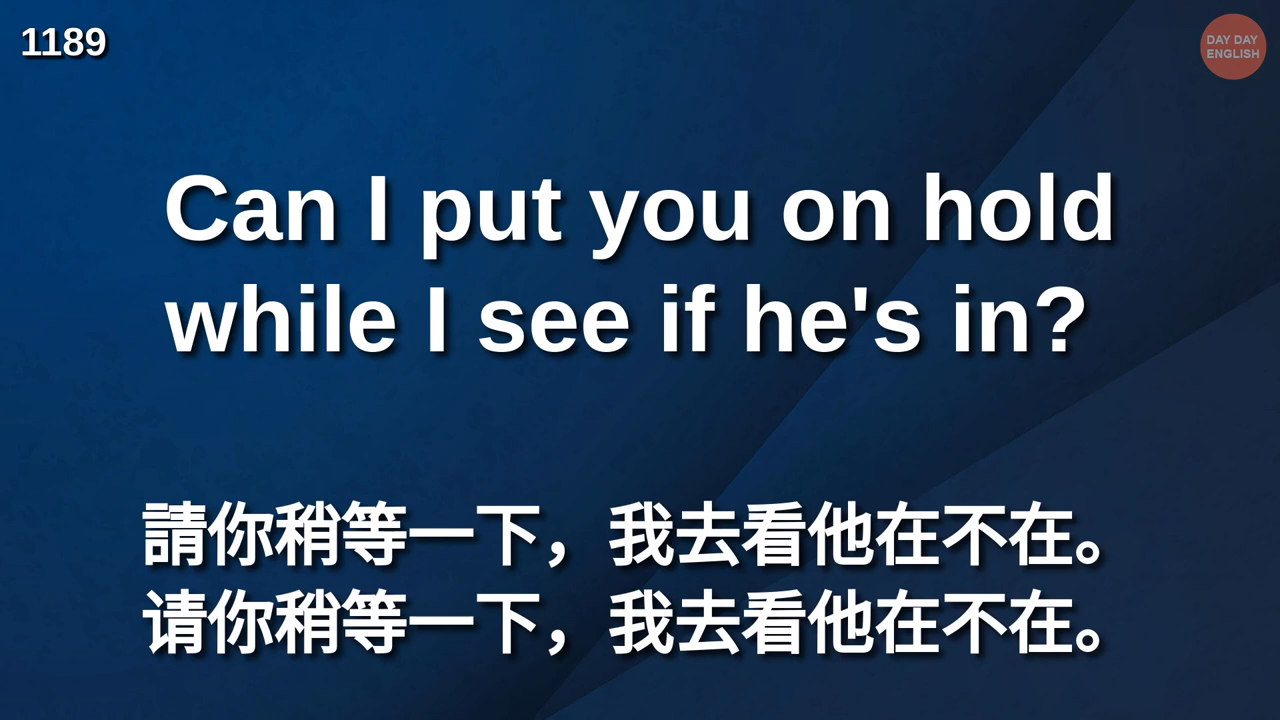 1189
DAY DAY
ENGLISH
Can I put you on hold
while I see if he's in?
請你稍等一下，我去看他在不在。
请你稍等一下，我去看他在不在。